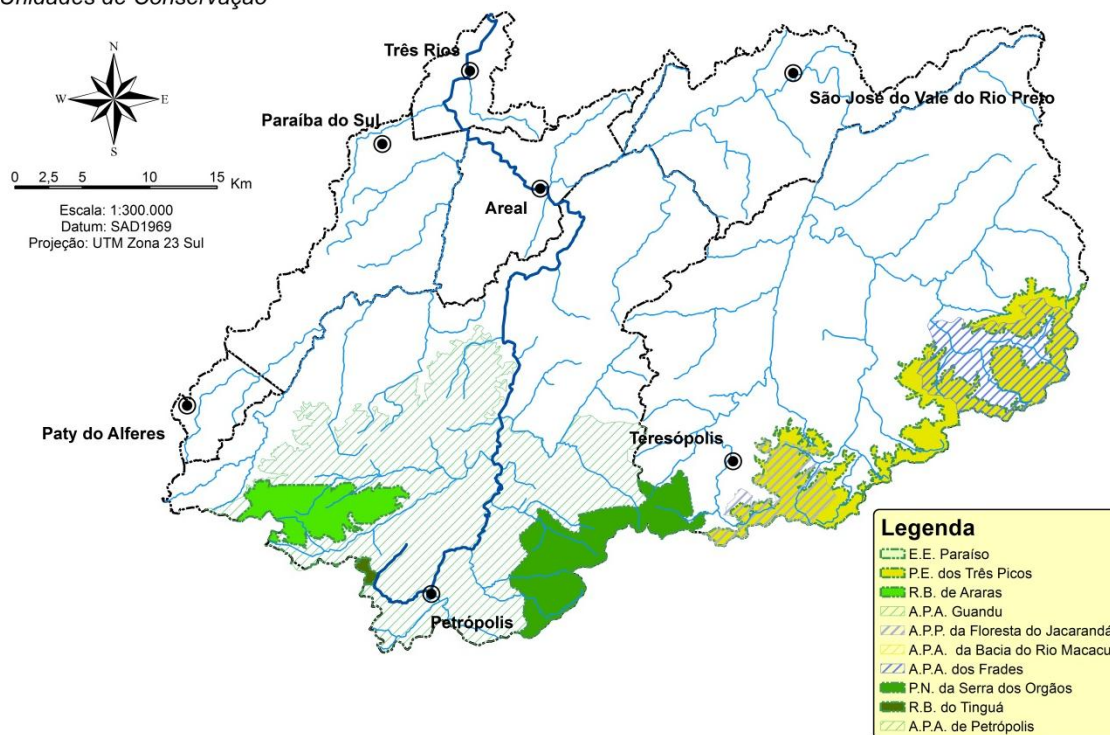 Unidades de Conservação
N
W
E
S
0 2,5 5 10 15 Km
Escala: 1:300.000
Datum: SAD1969
Projeção: UTM Zona 23 Sul
Três Rios
São José do Vale do Rio Preto
Paraíba do Sul
Areal
Paty do Alferes
Teresópolis
Petrópolis
Legenda
E.E. Paraíso
P.E. dos Três Picos
R.B. de Araras
A.P.A. Guandu
A.P.P. da Floresta do Jacarandá
A.P.A. da Bacia do Rio Macacu
A.P.A. dos Frades
P.N. da Serra dos Orgãos
R.B. do Tinguá
A.P.A. de Petrópolis